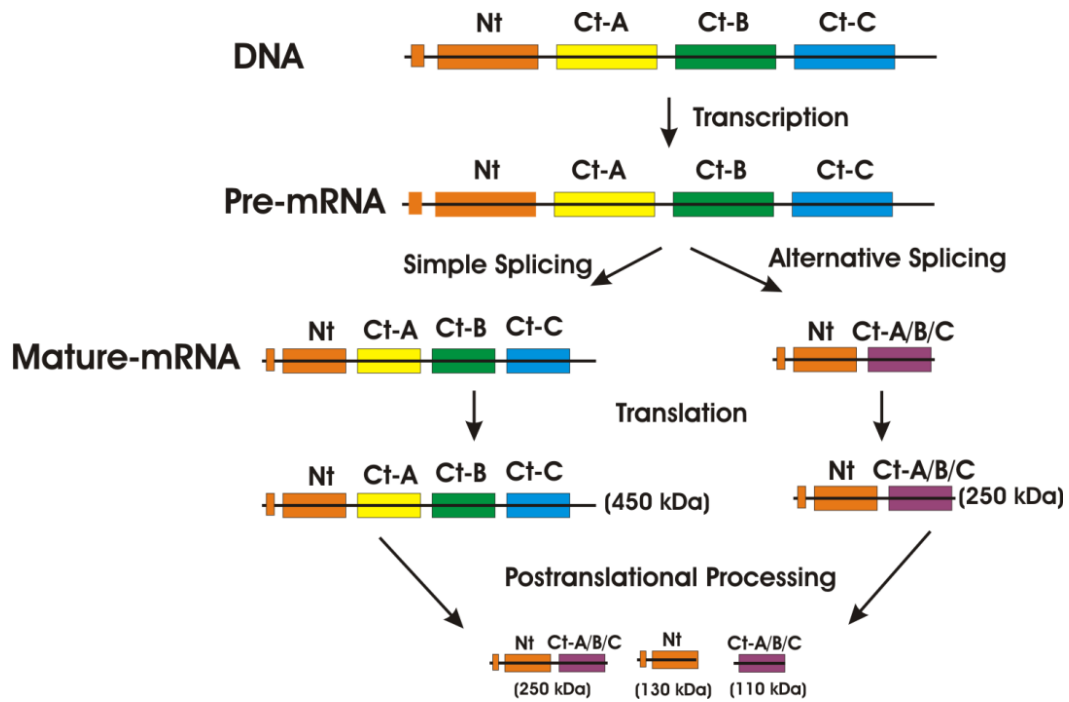 Nt Ct-A Ct-B Ct-C
DNA
Transcription
Nt Ct-A Ct-B Ct-C
Pre-mRNA
Simple Splicing Alternative Splicing
Nt Ct-A Ct-B Ct-C Nt Ct-A/B/C
Mature-mRNA
Translation
Nt Ct-A Ct-B Ct-C Nt Ct-A/B/C
(450 kDa) (250 kDa)
Postranslational Processing
Nt Ct-A/B/C Nt Ct-A/B/C
(250 kDa) (130 kDa) (110 kDa)